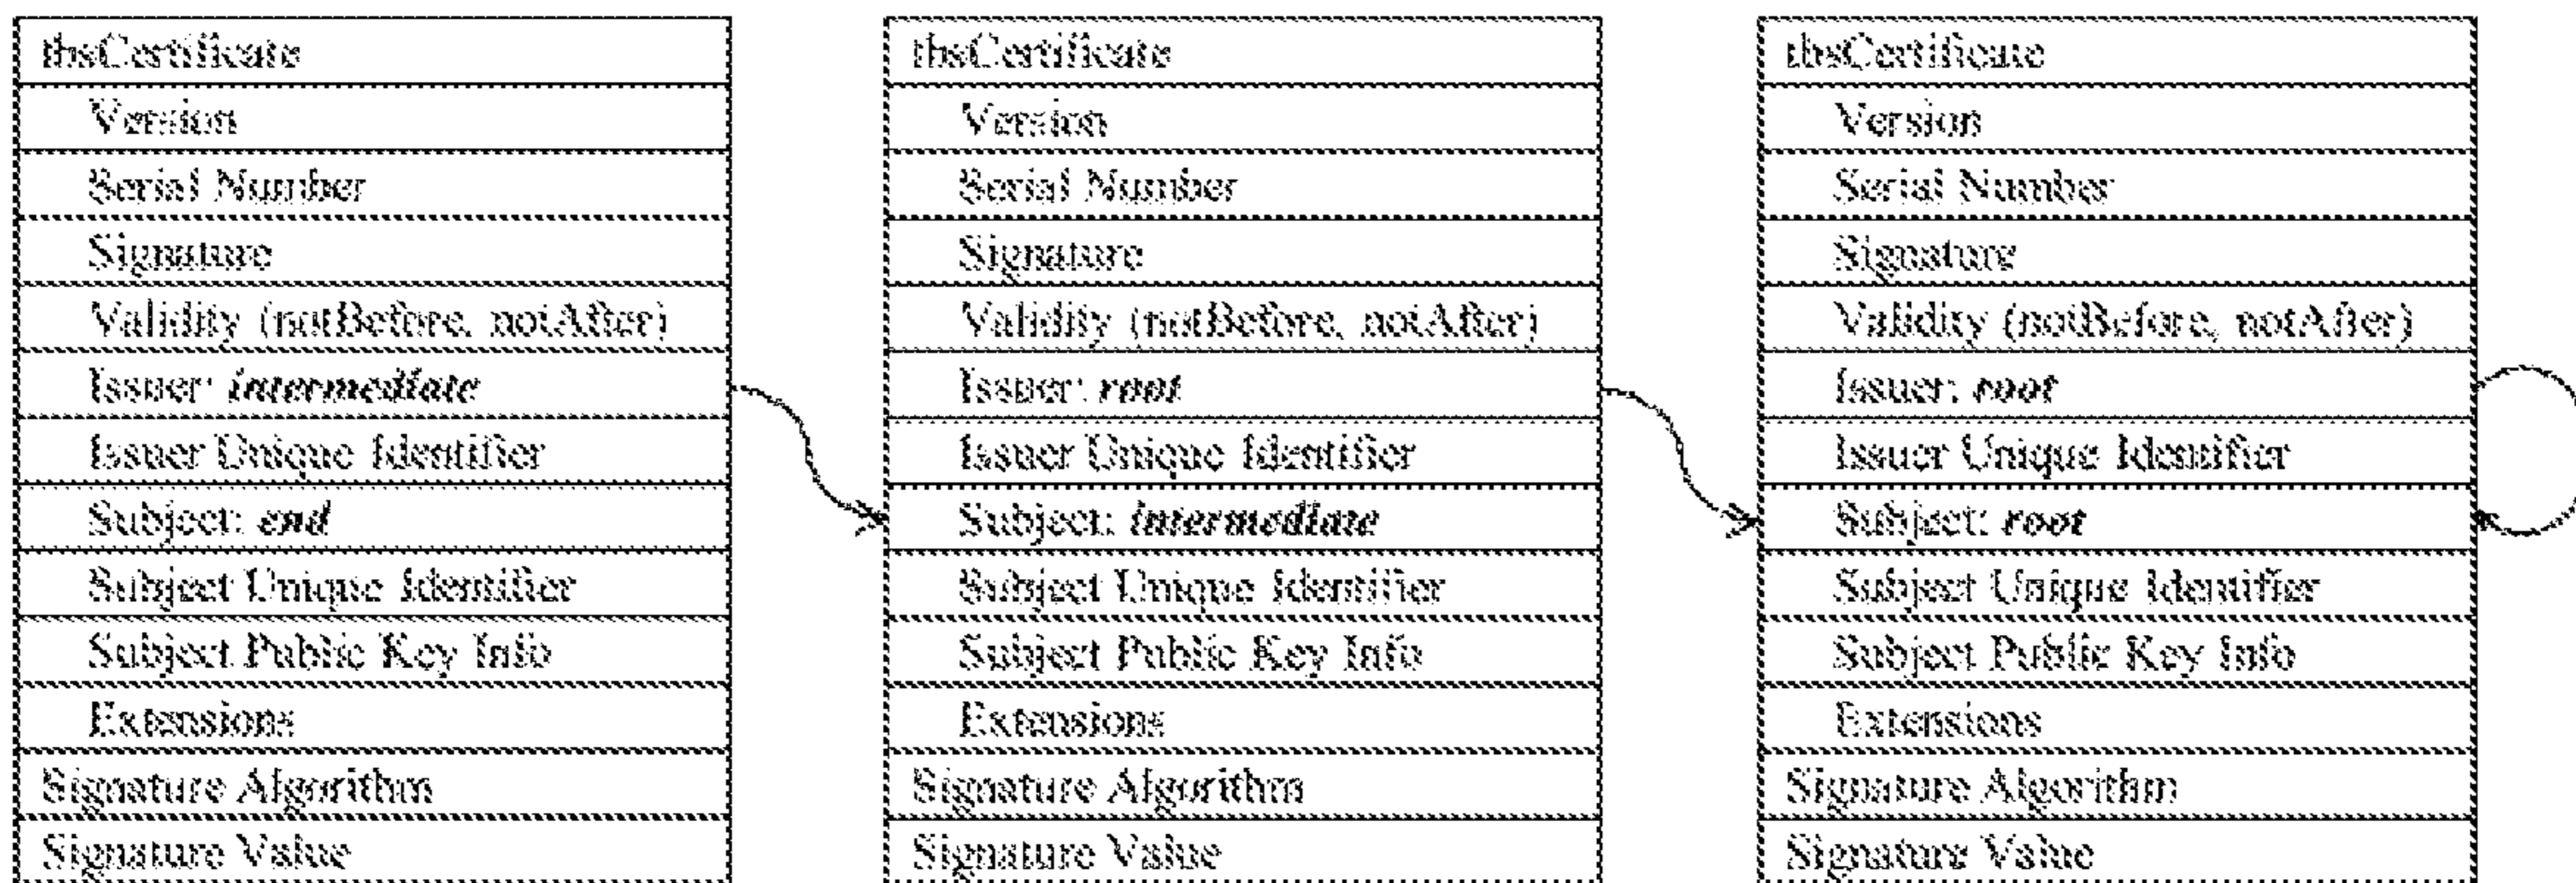 tbsCertificate
Version
Serial Number
Signature
Validity (notBefore, notAfter)
Issuer: intermediate
Issuer Unique Identifier
Subject: end
Subject Unique Identifier
Subject Public Key Info
Extensions
Signature Algorithm
Signature Value
tbsCertificate
Version
Serial Number
Signature
Validity (notBefore, notAfter)
Issuer: root
Issuer Unique Identifier
Subject: intermediate
Subject Unique Identifier
Subject Public Key Info
Extensions
Signature Algorithm
Signature Value
tbsCertificate
Version
Serial Number
Signature
Validity (notBefore, notAfter)
Issuer: root
Issuer Unique Identifier
Subject: root
Subject Unique Identifier
Subject Public Key Info
Extensions
Signature Algorithm
Signature Value